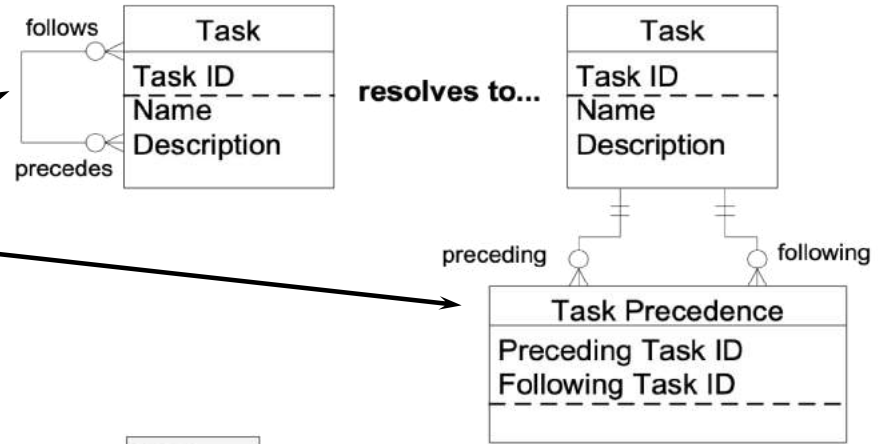 follows
Task
Task ID
Name
Description
precedes
resolves to...
Task
Task ID
Name
Description
preceding
following
Task Precedence
Preceding Task ID
Following Task ID